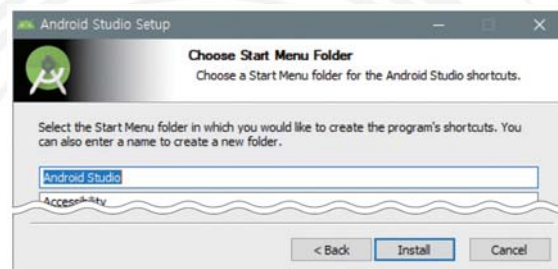 Android Studio Setup
Choose Start Menu Folder
Choose a Start Menu folder for the Android Studio shortcuts.
Select the Start Menu folder in which you would like to create the program's shortcuts. You
can also enter a name to create a new folder.
Android Studio
Accessibility
< Back Install Cancel